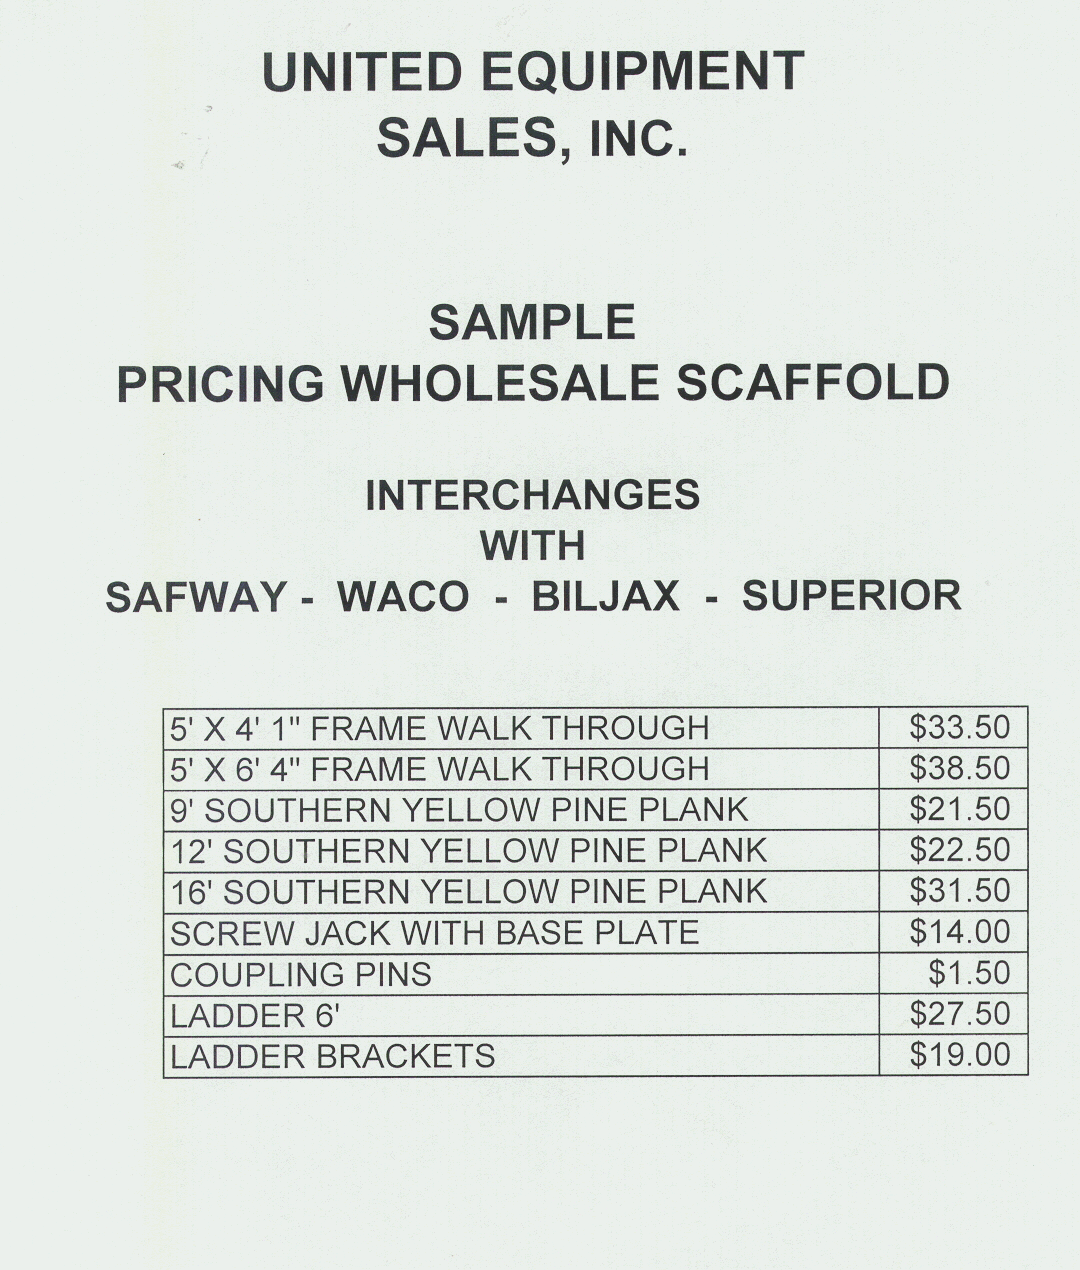 UNITED EQUIPMENT
SALES, INC.
SAMPLE
PRICING WHOLESALE SCAFFOLD
INTERCHANGES
WITH
SAFWAY - WACO - BILJAX - SUPERIOR
5' X 4' 1" FRAME WALK THROUGH $33.50
5' X 6' 4" FRAME WALK THROUGH $38.50
9' SOUTHERN YELLOW PINE PLANK $21.50
12' SOUTHERN YELLOW PINE PLANK $22.50
16' SOUTHERN YELLOW PINE PLANK $31.50
SCREW JACK WITH BASE PLATE $14.00
COUPLING PINS $1.50
LADDER 6' $27.50
LADDER BRACKETS $19.00